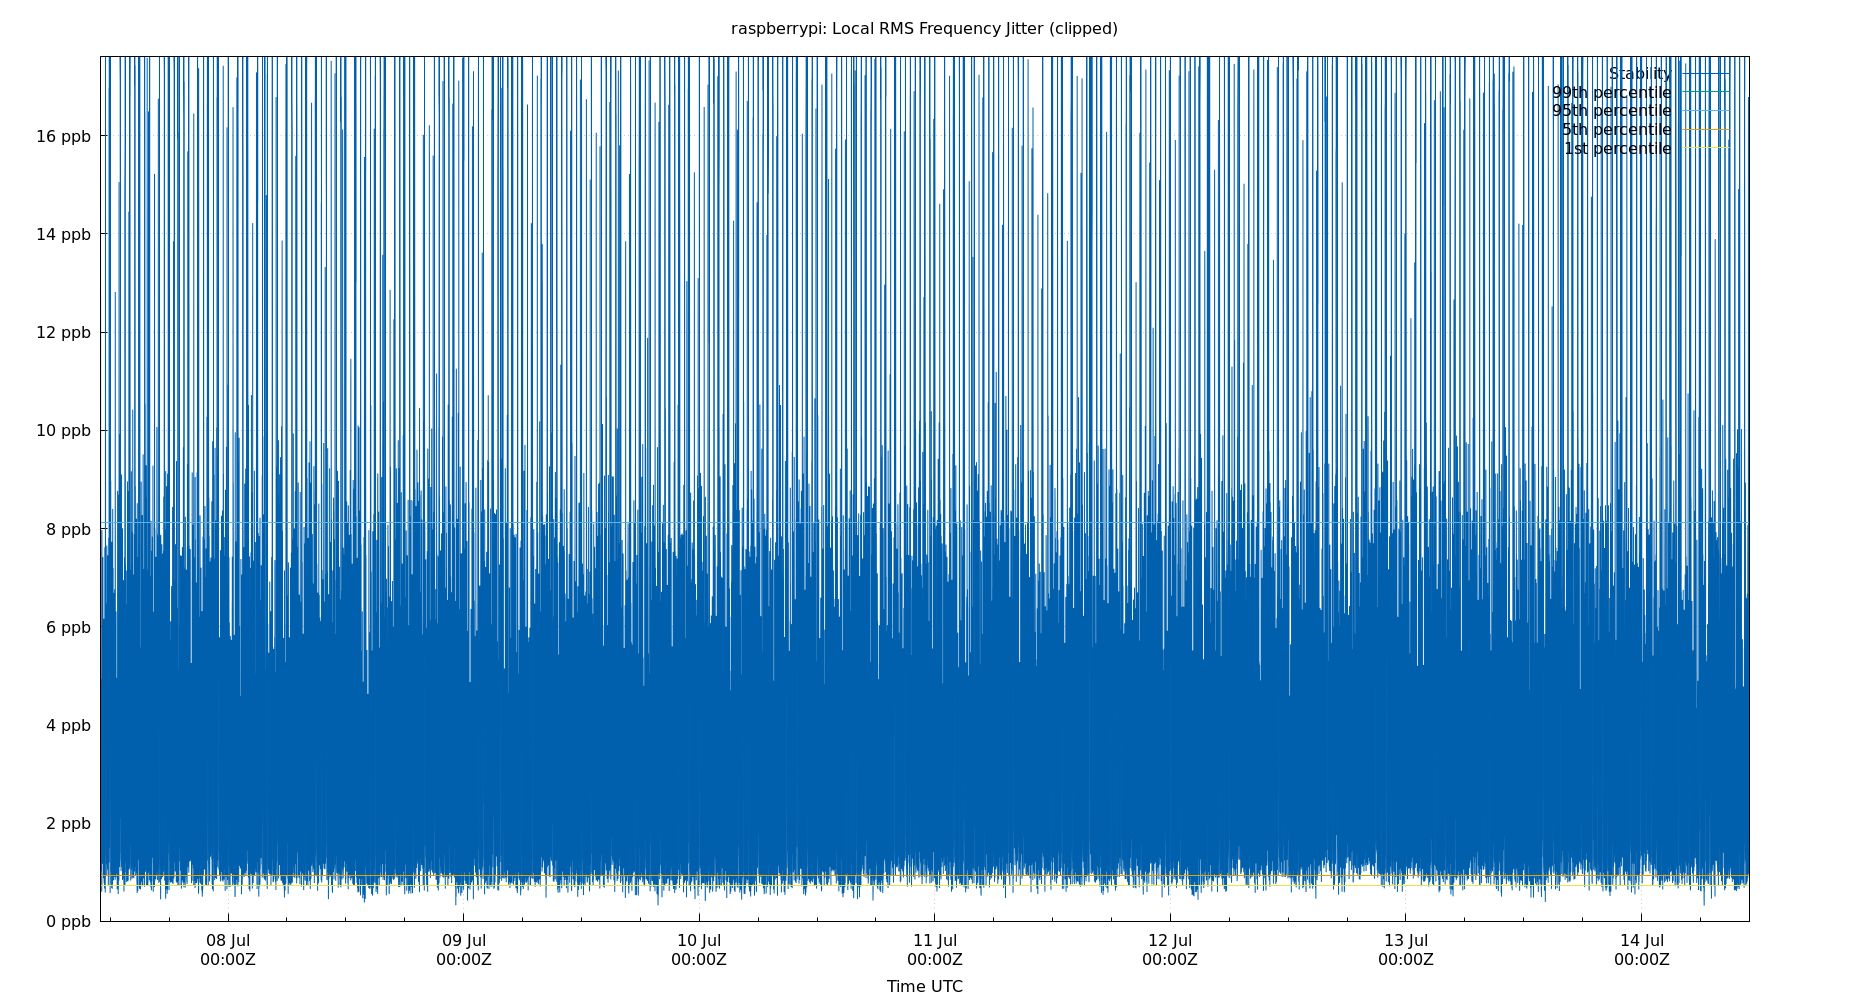 raspberrypi: Local RMS Frequency Jitter (clipped)
Stability
99th percentile
95th percentile
5th percentile
1st percentile
16 ppb
14 ppb
12 ppb
10 ppb
8 ppb
6 ppb
4 ppb
2 ppb
0 ppb
08 Jul 09 Jul 10 Jul 11 Jul 12 Jul 13 Jul 14 Jul
00:00Z 00:00Z 00:00Z 00:00Z 00:00Z 00:00Z 00:00Z
Time UTC